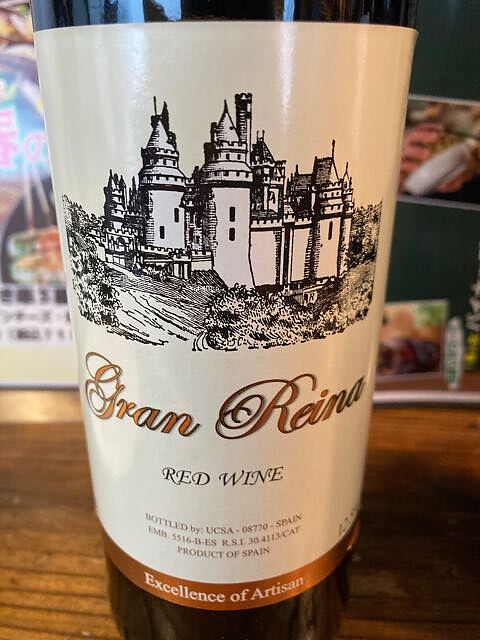 Gran Reina
RED WINE
BOTTLED by: UCSA - 08770 - SPAIN
EMB. 5516-B-ES R.S.I. 30.4113/CAT
PRODUCT OF SPAIN
Excellence of Artisan